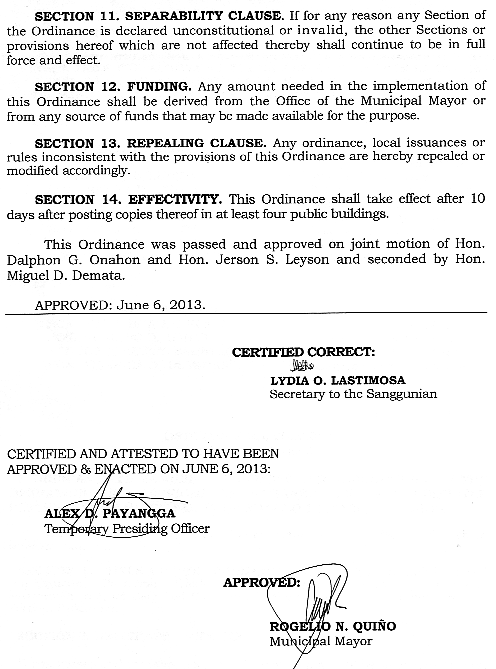 SECTION 11. SEPARABILITY CLAUSE. If for any reason any Section of
the Ordinance is declared unconstitutional or invalid, the other Sections or
provisions hereof which are not affected thereby shall continue to be in full
force and effect.
SECTION 12. FUNDING. Any amount needed in the implementation of
this Ordinance shall be derived from the Office of the Municipal Mayor or
from any source of funds that may be made available for the purpose.
SECTION 13. REPEALING CLAUSE. Any ordinance, local issuances or
rules inconsistent with the provisions of this Ordinance are hereby repealed or
modified accordingly.
SECTION 14. EFFECTIVITY. This Ordinance shall take effect after 10
days after posting copies thereof in at least four public buildings.
This Ordinance was passed and approved on joint motion of Hon.
Dalphon G. Onahon and Hon. Jerson S. Leyson and seconded by Hon.
Miguel D. Demata.
APPROVED: June 6, 2013.
CERTIFIED CORRECT:
LYDIA O. LASTIMOSA
Secretary to the Sanggunian
CERTIFIED AND ATTESTED TO HAVE BEEN
APPROVED & ENACTED ON JUNE 6, 2013:
ALEX D. PAYANGGA
Temporary Presiding Officer
APPROVED:
ROGELIO N. QUIÑO
Municipal Mayor